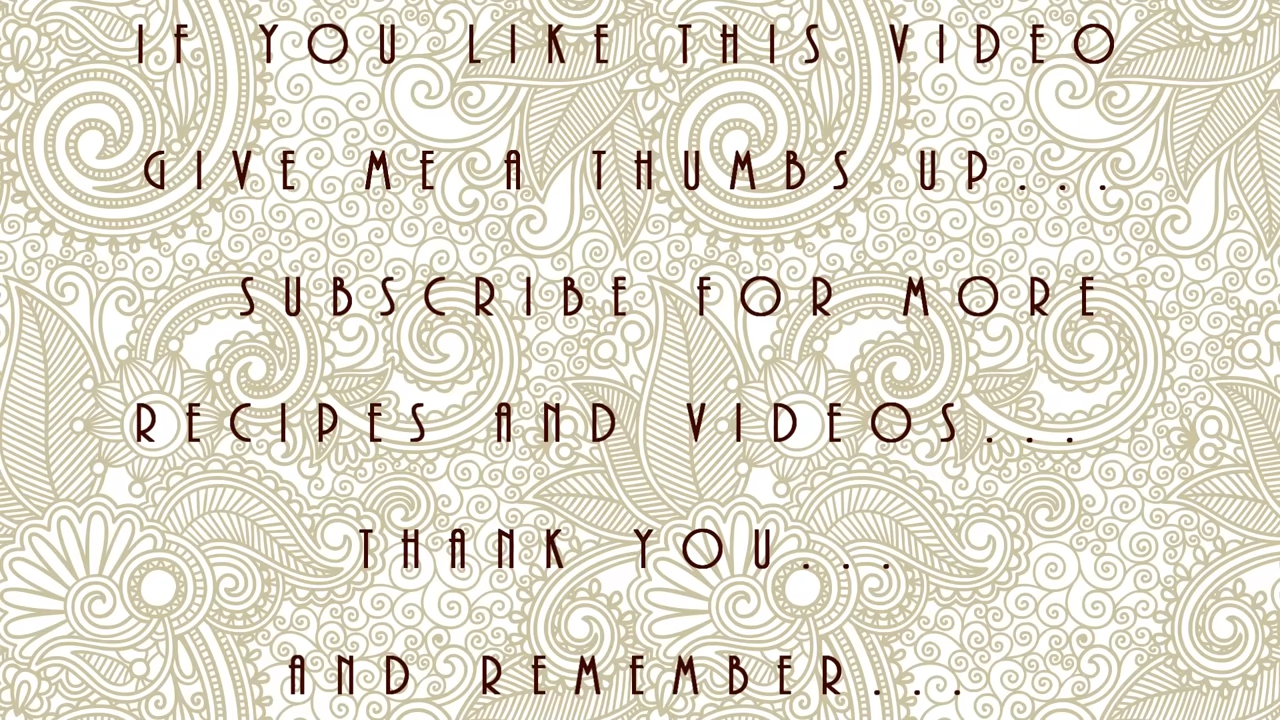 IF YOU LIKE THIS VIDEO
GIVE ME A THUMBS UP...
SUBSCRIBE FOR MORE
RECIPES AND VIDEOS...
THANK YOU...
AND REMEMBER...